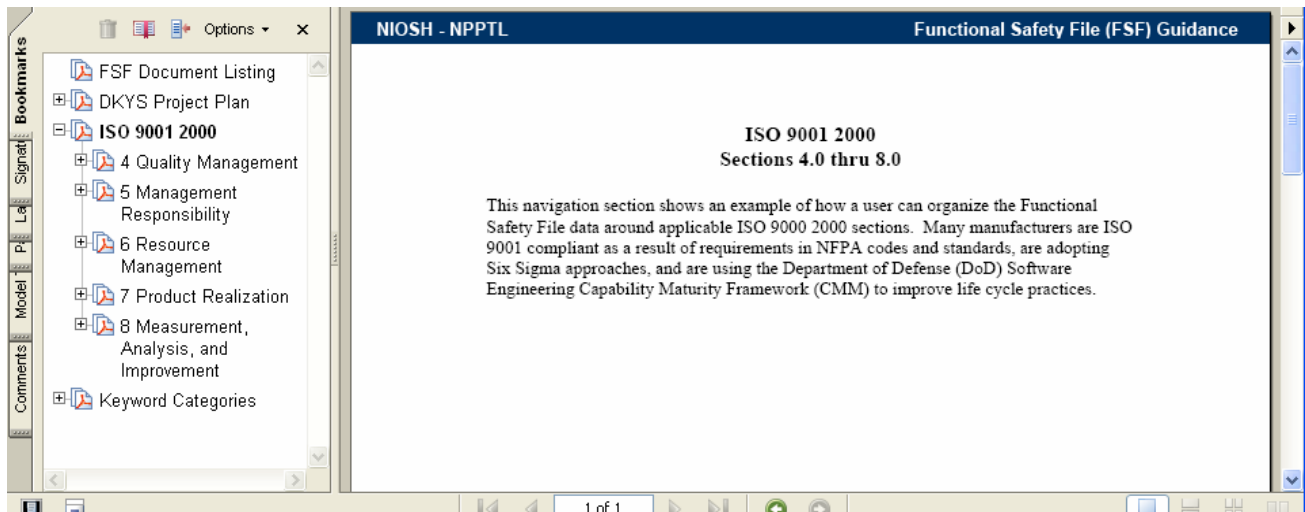 Options
Bookmarks
Signat
La
Pa
Model T
Comments
FSF Document Listing
DKYS Project Plan
ISO 9001 2000
4 Quality Management
5 Management
Responsibility
6 Resource
Management
7 Product Realization
8 Measurement,
Analysis, and
Improvement
Keyword Categories
NIOSH - NPPTL Functional Safety File (FSF) Guidance
ISO 9001 2000
Sections 4.0 thru 8.0
This navigation section shows an example of how a user can organize the Functional
Safety File data around applicable ISO 9000 2000 sections. Many manufacturers are ISO
9001 compliant as a result of requirements in NFPA codes and standards, are adopting
Six Sigma approaches, and are using the Department of Defense (DoD) Software
Engineering Capability Maturity Framework (CMM) to improve life cycle practices.
1 of 1